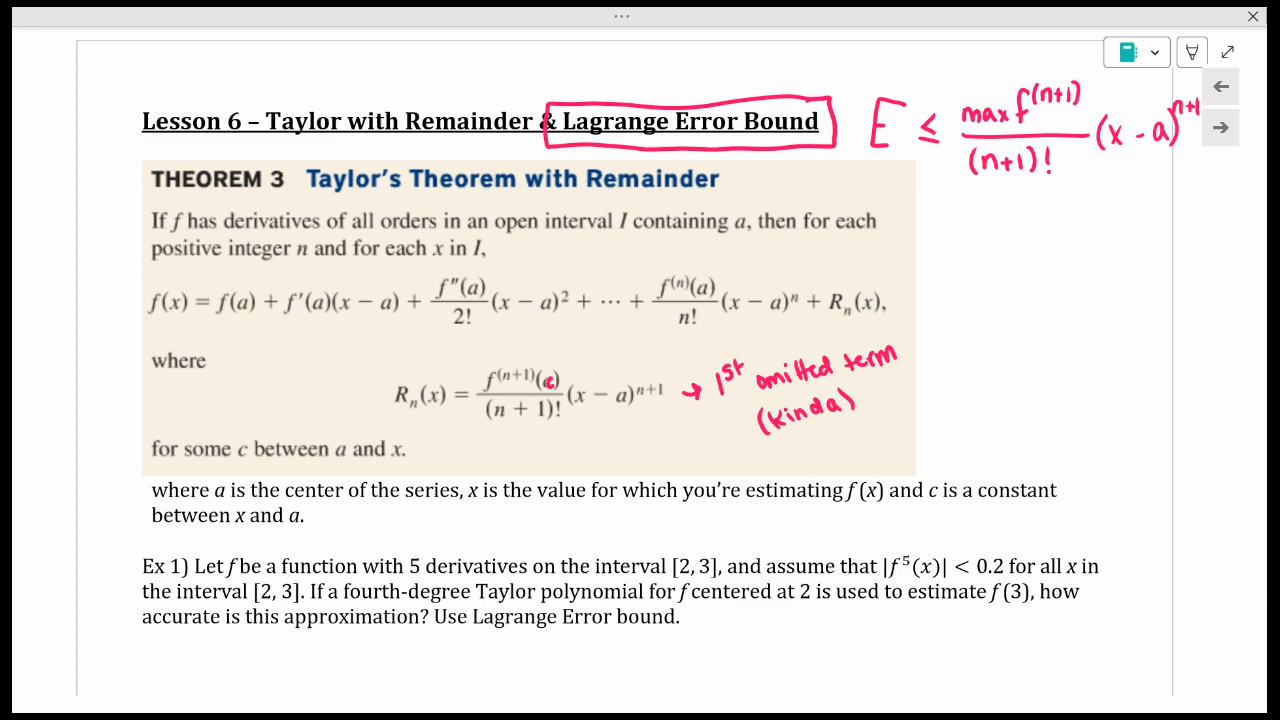 Lesson 6 – Taylor with Remainder & Lagrange Error Bound
E ≤ max f^(n+1) / (n+1)! (x - a)^n+1
THEOREM 3 Taylor's Theorem with Remainder
If f has derivatives of all orders in an open interval I containing a, then for each
positive integer n and for each x in I,
f(x) = f(a) + f'(a)(x − a) + f''(a)/2! (x − a)² + ··· + f^(n)(a)/n! (x − a)^n + R_n(x),
where
R_n(x) = f^(n+1)(c)/(n + 1)! (x − a)^n+1 → 1st omitted term
(kinda)
for some c between a and x.
where a is the center of the series, x is the value for which you're estimating f (x) and c is a constant
between x and a.
Ex 1) Let f be a function with 5 derivatives on the interval [2, 3], and assume that |f⁵(x)| < 0.2 for all x in
the interval [2, 3]. If a fourth-degree Taylor polynomial for f centered at 2 is used to estimate f (3), how
accurate is this approximation? Use Lagrange Error bound.